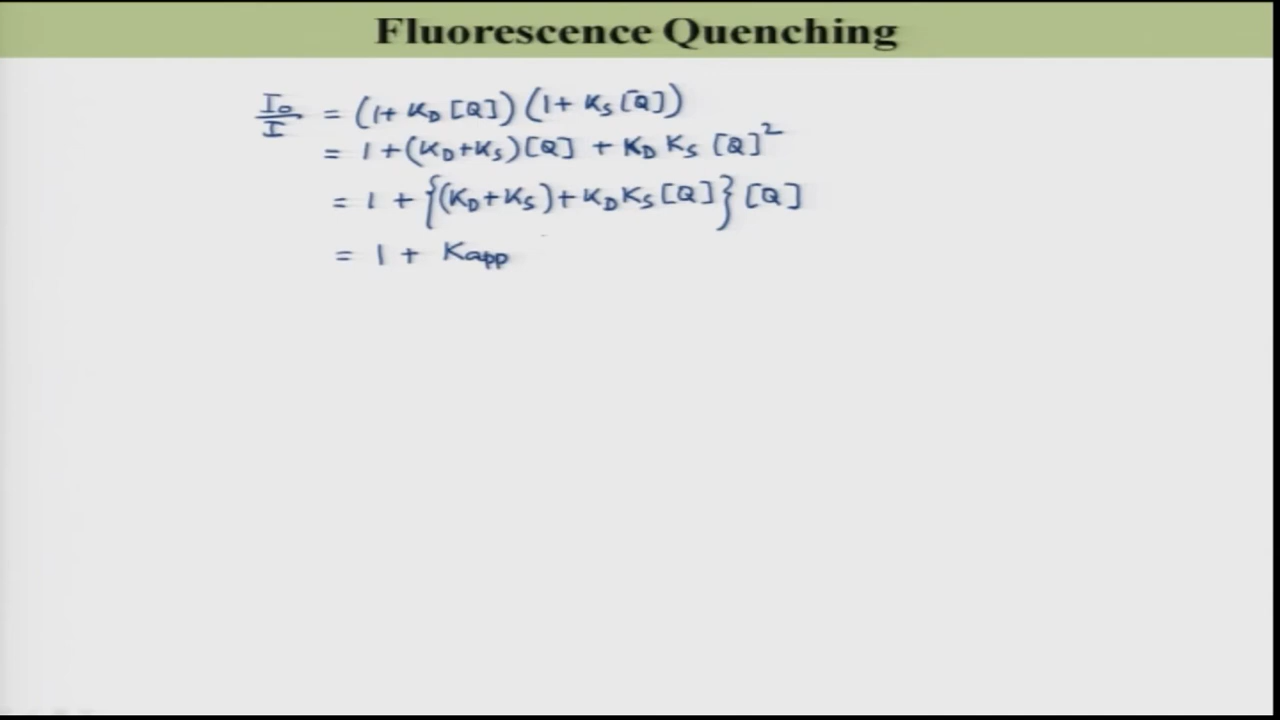 Fluorescence Quenching
I₀/I = (1+ K_D [Q]) (1+ K_S [Q])
= 1 + (K_D+K_S) [Q] + K_D K_S [Q]²
= 1 + {(K_D+K_S)+K_D K_S [Q]} [Q]
= 1 + Kapp